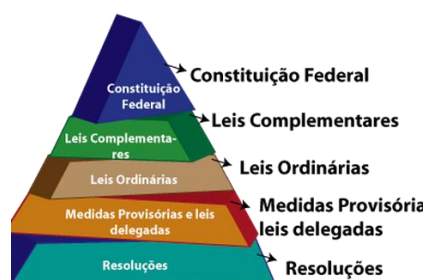 Constituição
Federal
Constituição Federal
Leis Complementa-
res
Leis Complementares
Leis Ordinárias
Leis Ordinárias
Medidas Provisórias e leis
delegadas
Medidas Provisória
leis delegadas
Resoluções
Resoluções